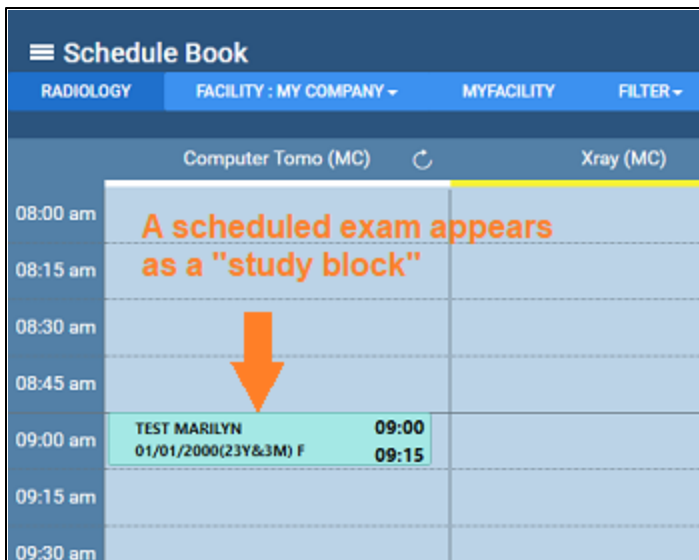 Schedule Book
RADIOLOGY FACILITY : MY COMPANY MYFACILITY FILTER
Computer Tomo (MC) Xray (MC)
08:00 am
A scheduled exam appears
as a "study block"
08:15 am
08:30 am
08:45 am
TEST MARILYN 09:00
09:00 am
01/01/2000(23Y&3M) F 09:15
09:15 am
09:30 am